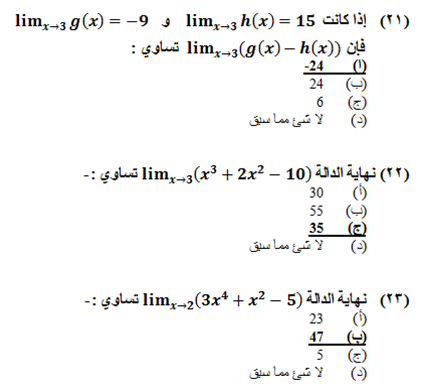 (٢١) إذا كانت lim_{x→3} h(x) = 15 و lim_{x→3} g(x) = −9
فإن lim_{x→3}(g(x) − h(x)) تساوي :
(أ) -24
(ب) 24
(ج) 6
(د) لا شئ مما سبق
(٢٢) نهاية الدالة lim_{x→3}(x³ + 2x² − 10) تساوي :-
(أ) 30
(ب) 55
(ج) 35
(د) لا شئ مما سبق
(٢٣) نهاية الدالة lim_{x→2}(3x⁴ + x² − 5) تساوي :-
(أ) 23
(ب) 47
(ج) 5
(د) لا شئ مما سبق